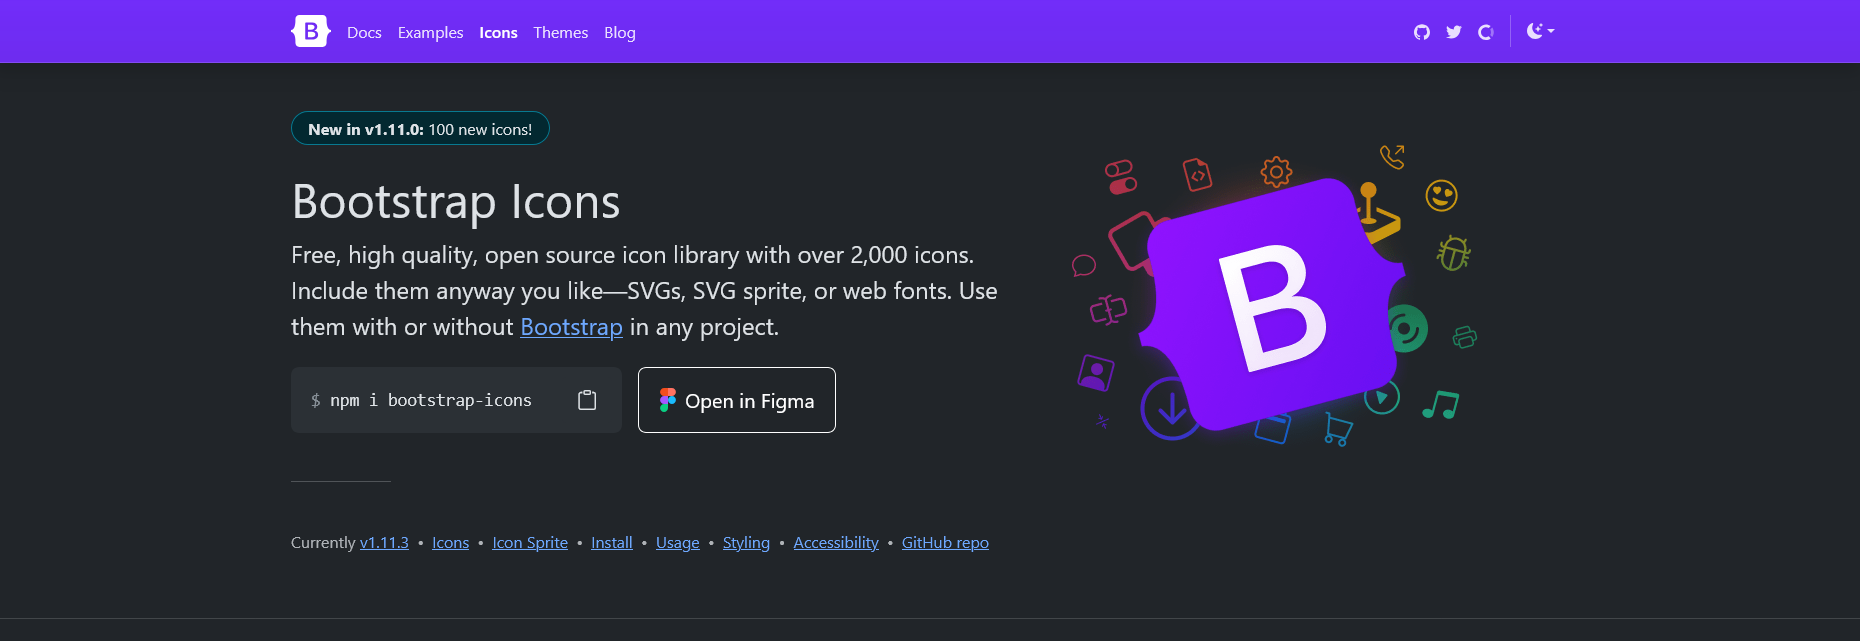 B Docs Examples Icons Themes Blog
New in v1.11.0: 100 new icons!
Bootstrap Icons
Free, high quality, open source icon library with over 2,000 icons.
Include them anyway you like—SVGs, SVG sprite, or web fonts. Use
them with or without Bootstrap in any project.
$ npm i bootstrap-icons
Open in Figma
B
Currently v1.11.3 • Icons • Icon Sprite • Install • Usage • Styling • Accessibility • GitHub repo